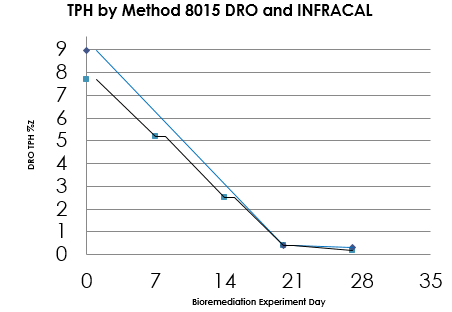 TPH by Method 8015 DRO and INFRACAL
9
8
7
6
5
4
3
2
1
0
DRO TPH %Z
0 7 14 21 28 35
Bioremediation Experiment Day